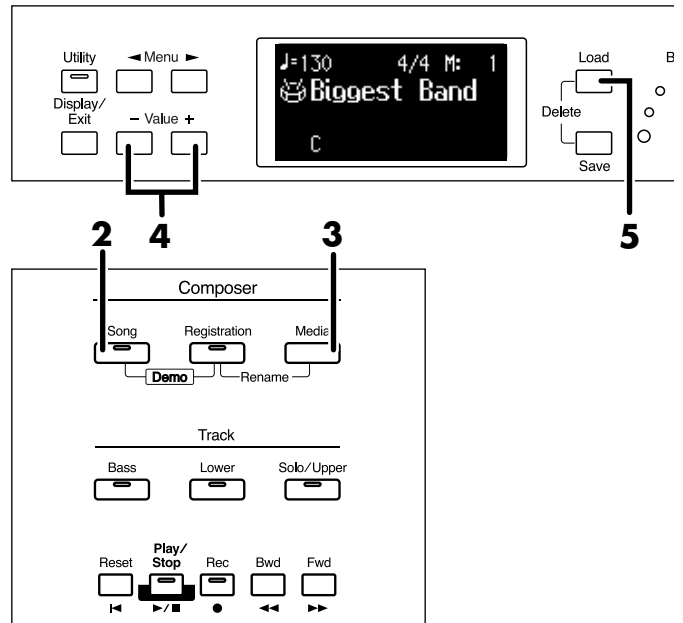 Utility
◄ Menu ►
Display/
Exit
− Value +
♩=130 4/4 M: 1
Biggest Band
C
Load
B
Delete
Save
2
4
3
5
Composer
Song
Registration
Media
Demo
Rename
Track
Bass
Lower
Solo/Upper
Reset
Play/
Stop
Rec
Bwd
Fwd